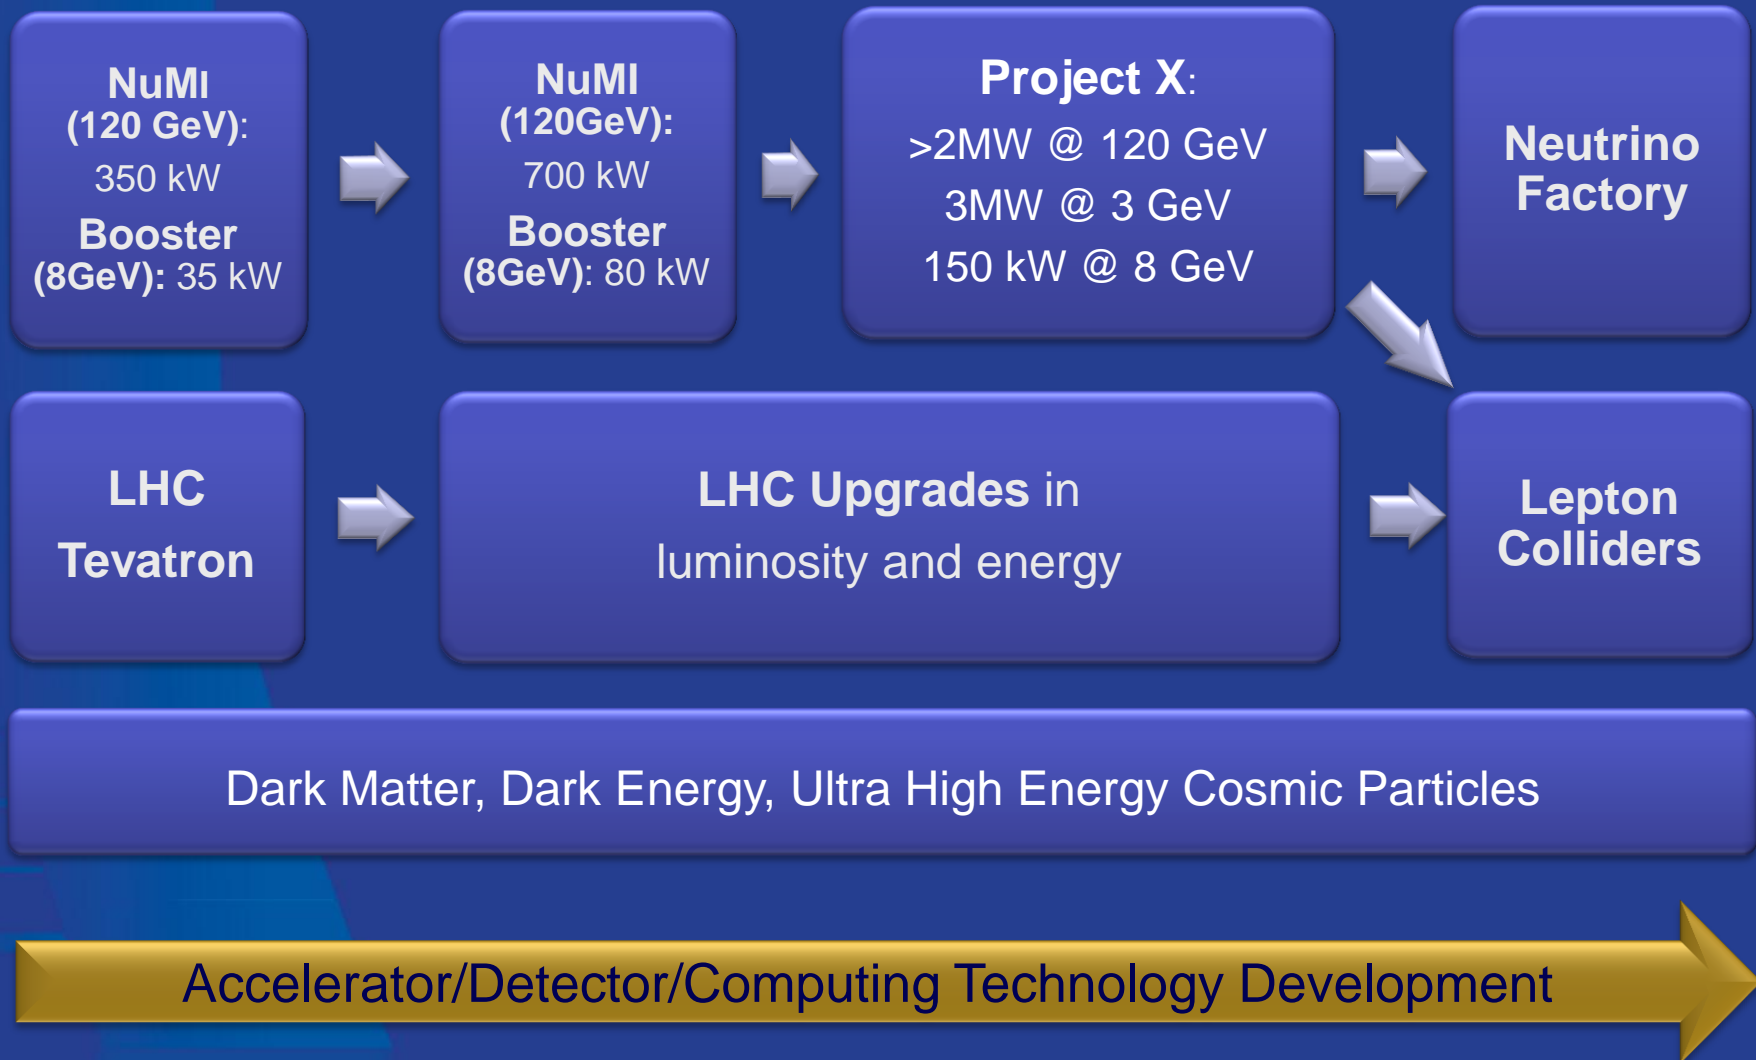 NuMI
(120 GeV):
350 kW
Booster
(8GeV): 35 kW
NuMI
(120GeV):
700 kW
Booster
(8GeV): 80 kW
Project X:
>2MW @ 120 GeV
3MW @ 3 GeV
150 kW @ 8 GeV
Neutrino
Factory
LHC
Tevatron
LHC Upgrades in
luminosity and energy
Lepton
Colliders
Dark Matter, Dark Energy, Ultra High Energy Cosmic Particles
Accelerator/Detector/Computing Technology Development